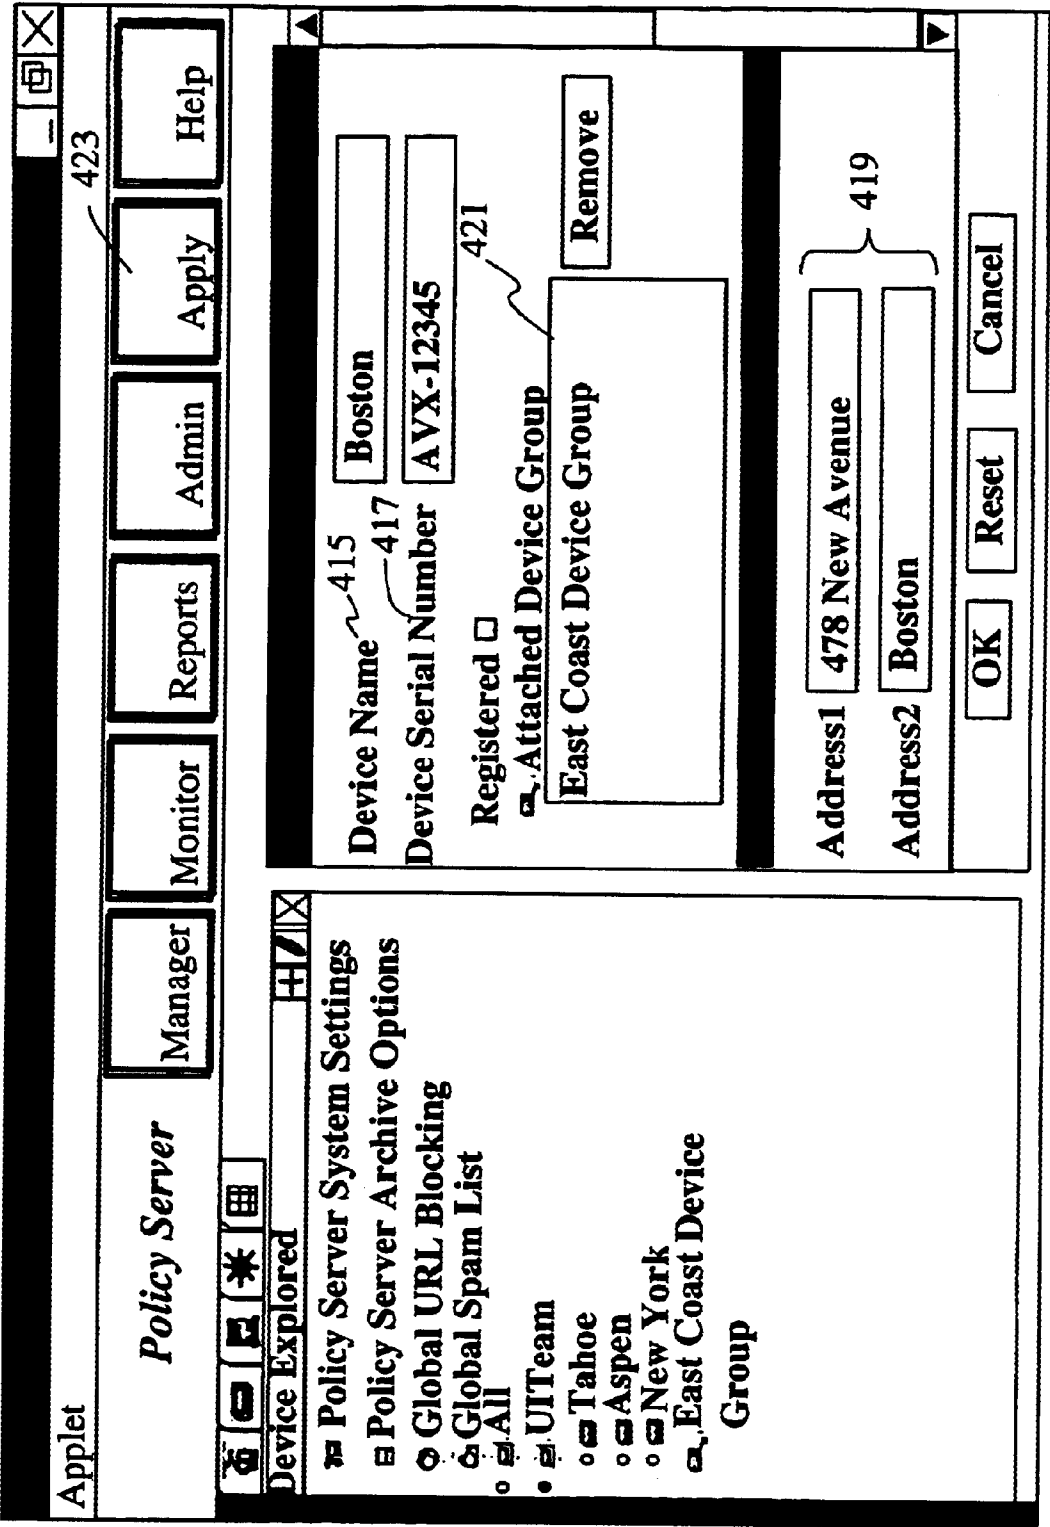 Applet
423
Policy Server
Manager
Monitor
Reports
Admin
Apply
Help
Device Explored
Policy Server System Settings
Policy Server Archive Options
Global URL Blocking
Global Spam List
All
UITeam
Tahoe
Aspen
New York
East Coast Device
Group
Device Name
415
Boston
Device Serial Number
417
AVX-12345
Registered
421
Attached Device Group
East Coast Device Group
Remove
Address1
478 New Avenue
419
Address2
Boston
OK
Reset
Cancel